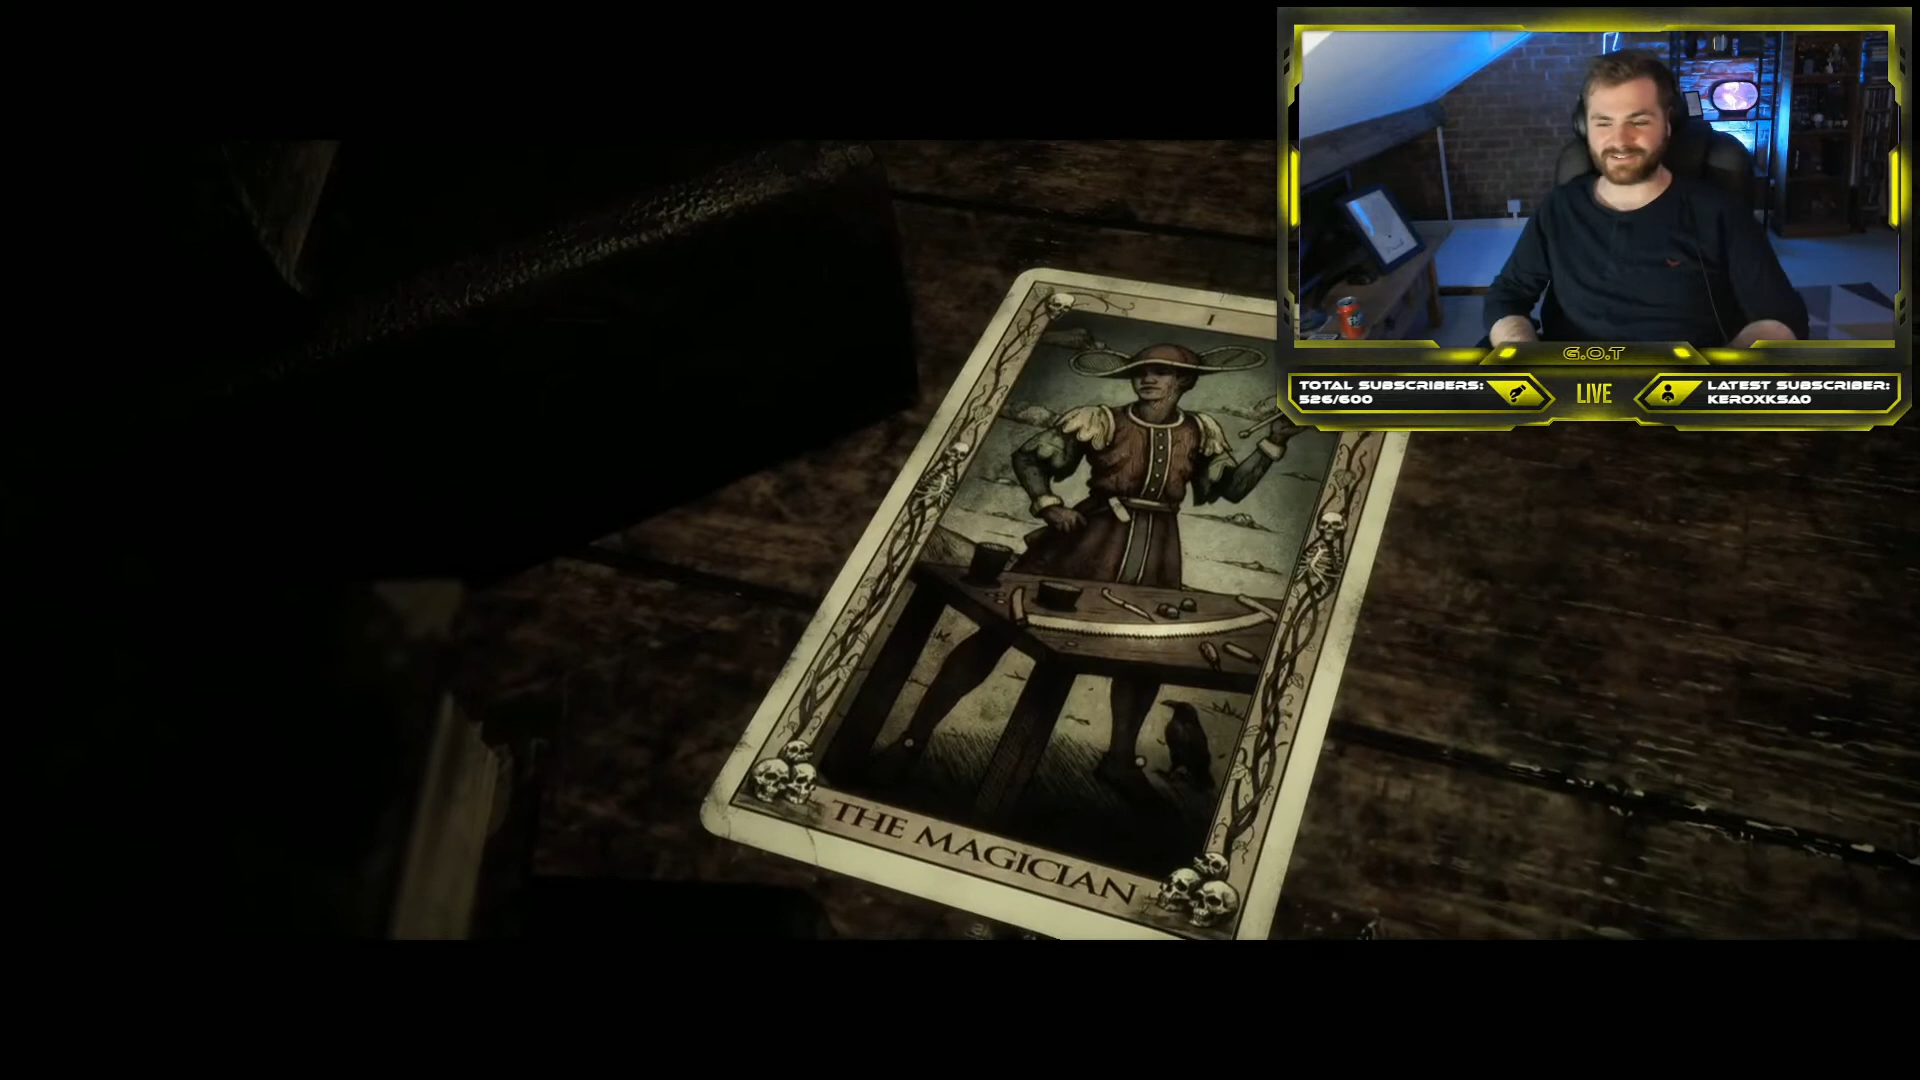 I
THE MAGICIAN
G.O.T
TOTAL SUBSCRIBERS:
526/600
LIVE
LATEST SUBSCRIBER:
KEROXKSAO